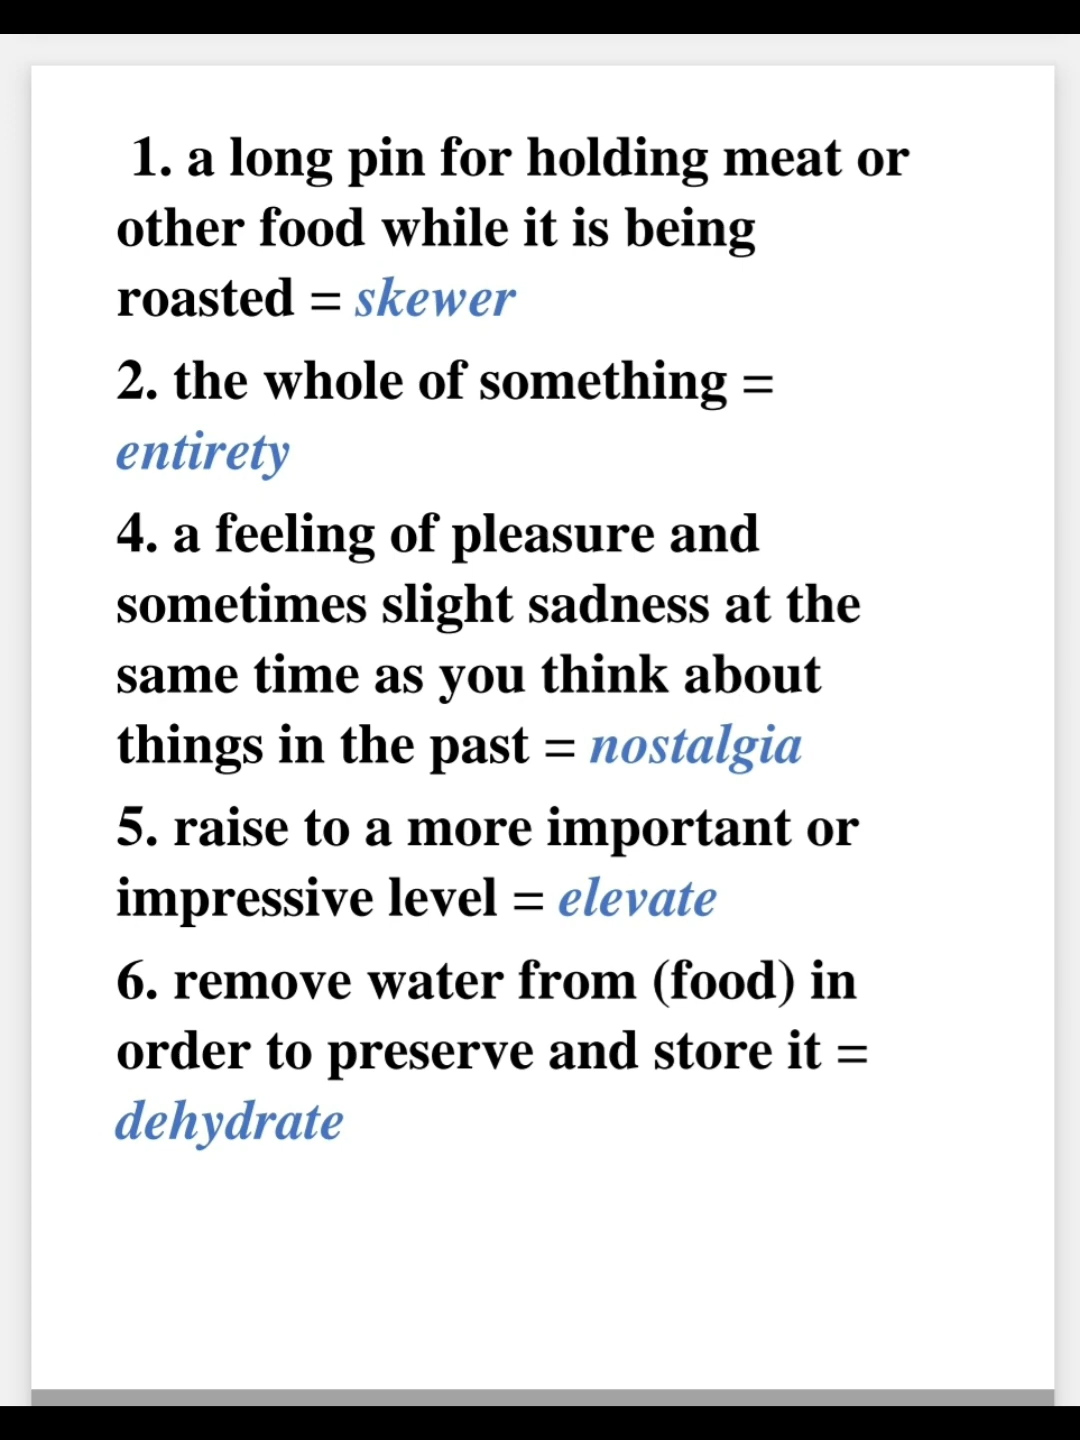 1. a long pin for holding meat or
other food while it is being
roasted = skewer
2. the whole of something =
entirety
4. a feeling of pleasure and
sometimes slight sadness at the
same time as you think about
things in the past = nostalgia
5. raise to a more important or
impressive level = elevate
6. remove water from (food) in
order to preserve and store it =
dehydrate